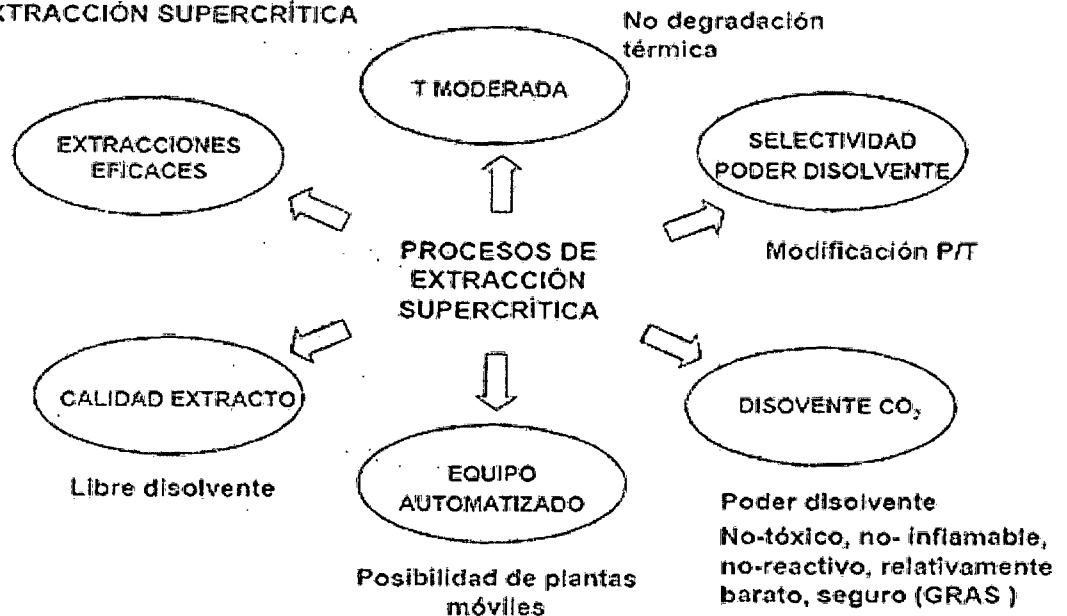 XTRACCIÓN SUPERCRÍTICA
No degradación
térmica
T MODERADA
EXTRACCIONES
EFICACES
SELECTIVIDAD
PODER DISOLVENTE
Modificación P/T
PROCESOS DE
EXTRACCIÓN
SUPERCRÍTICA
CALIDAD EXTRACTO
Libre disolvente
EQUIPO
AUTOMATIZADO
Posibilidad de plantas
móviles
DISOVENTE CO₂
Poder disolvente
No-tóxico, no- inflamable,
no-reactivo, relativamente
barato, seguro (GRAS )